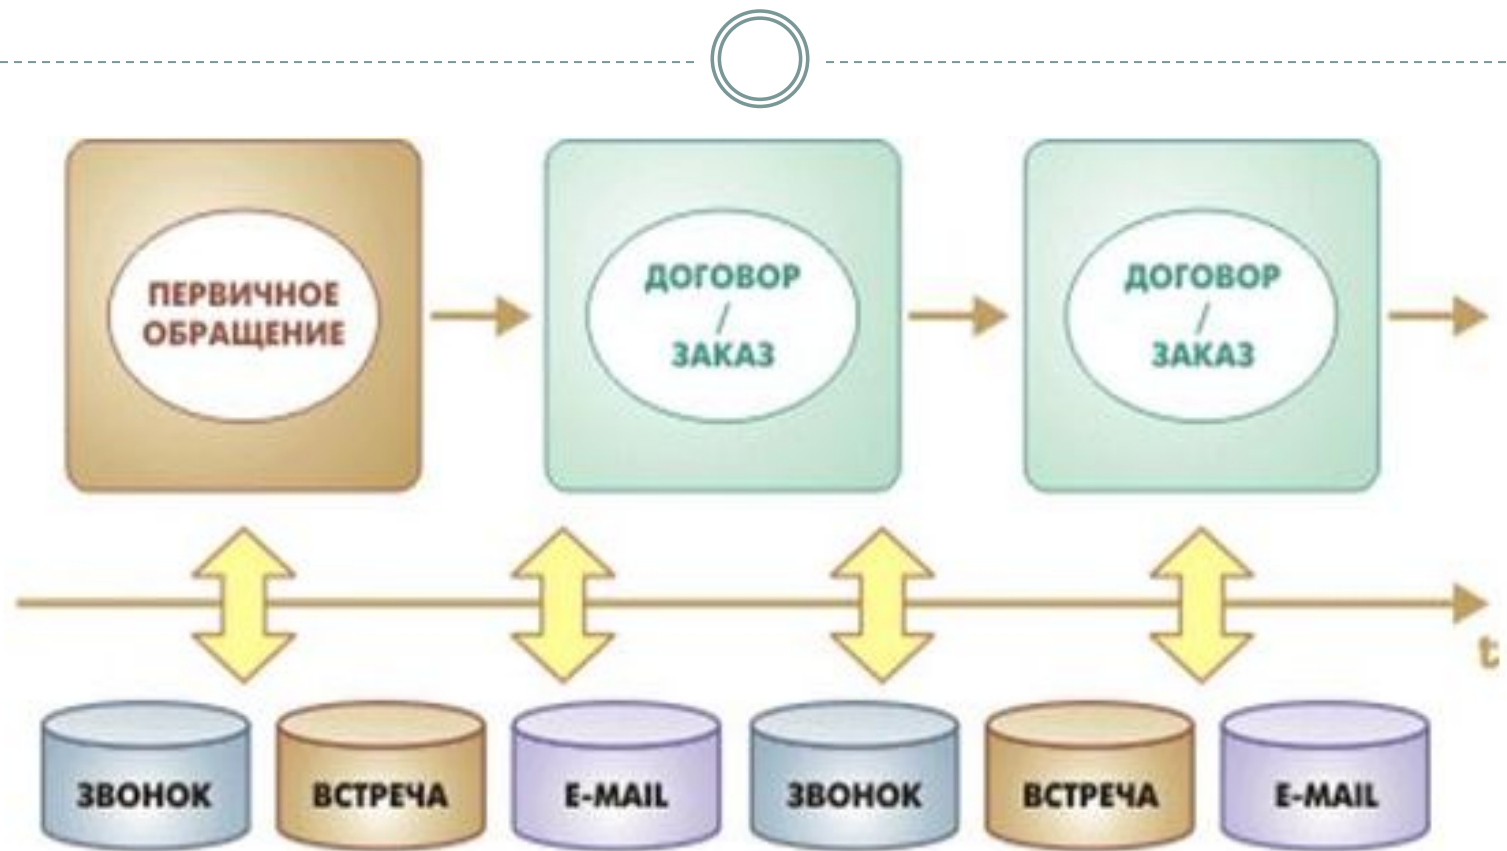 ПЕРВИЧНОЕ
ОБРАЩЕНИЕ
ДОГОВОР
/
ЗАКАЗ
ДОГОВОР
/
ЗАКАЗ
t
ЗВОНОК
ВСТРЕЧА
E-MAIL
ЗВОНОК
ВСТРЕЧА
E-MAIL